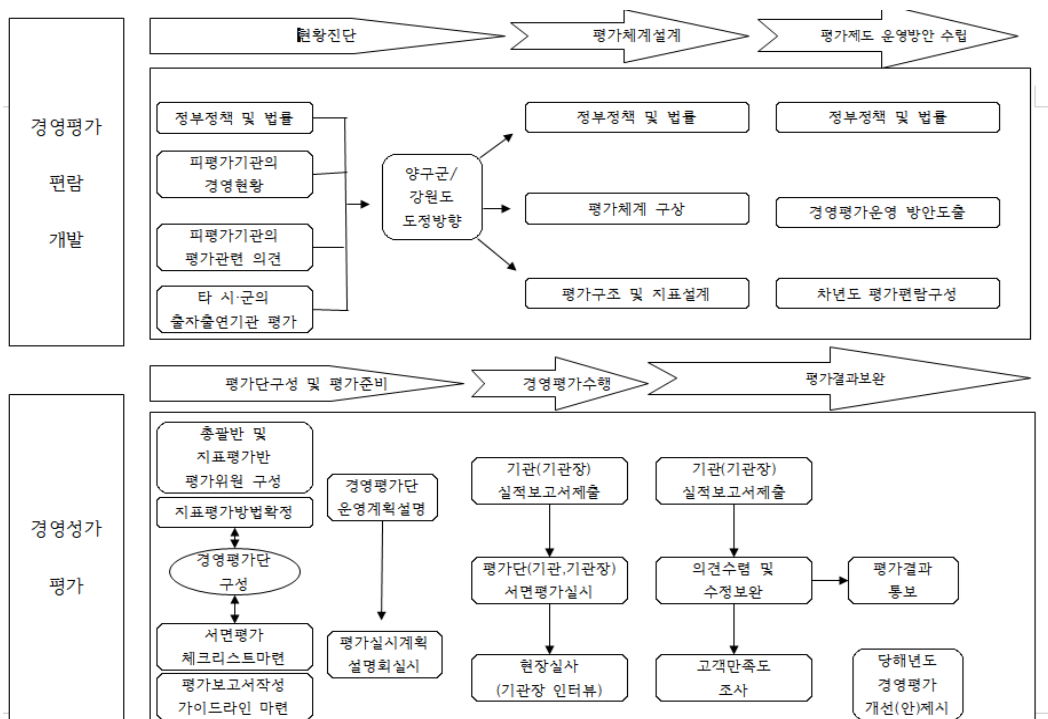 현황진단
평가체계설계
평가제도 운영방안 수립
경영평가
편람
개발
정부정책 및 법률
피평가기관의
경영현황
피평가기관의
평가관련 의견
타 시·군의
출자출연기관 평가
양구군/
강원도
도정방향
정부정책 및 법률
평가체계 구상
평가구조 및 지표설계
정부정책 및 법률
경영평가운영 방안도출
차년도 평가편람구성
평가단구성 및 평가준비
경영평가수행
평가결과보완
경영성가
평가
총괄반 및
지표평가반
평가위원 구성
지표평가방법확정
경영평가단
구성
서면평가
체크리스트마련
평가보고서작성
가이드라인 마련
경영평가단
운영계획설명
평가실시계획
설명회실시
기관(기관장)
실적보고서제출
평가단(기관,기관장)
서면평가실시
현장실사
(기관장 인터뷰)
기관(기관장)
실적보고서제출
의견수렴 및
수정보완
고객만족도
조사
평가결과
통보
당해년도
경영평가
개선(안)제시